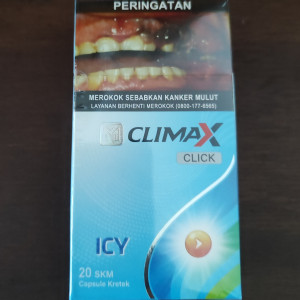 PERINGATAN
MEROKOK SEBABKAN KANKER MULUT
LAYANAN BERHENTI MEROKOK (0800-177-6565)
CLIMAX
CLICK
ICY
20 SKM
Capsule Kretek